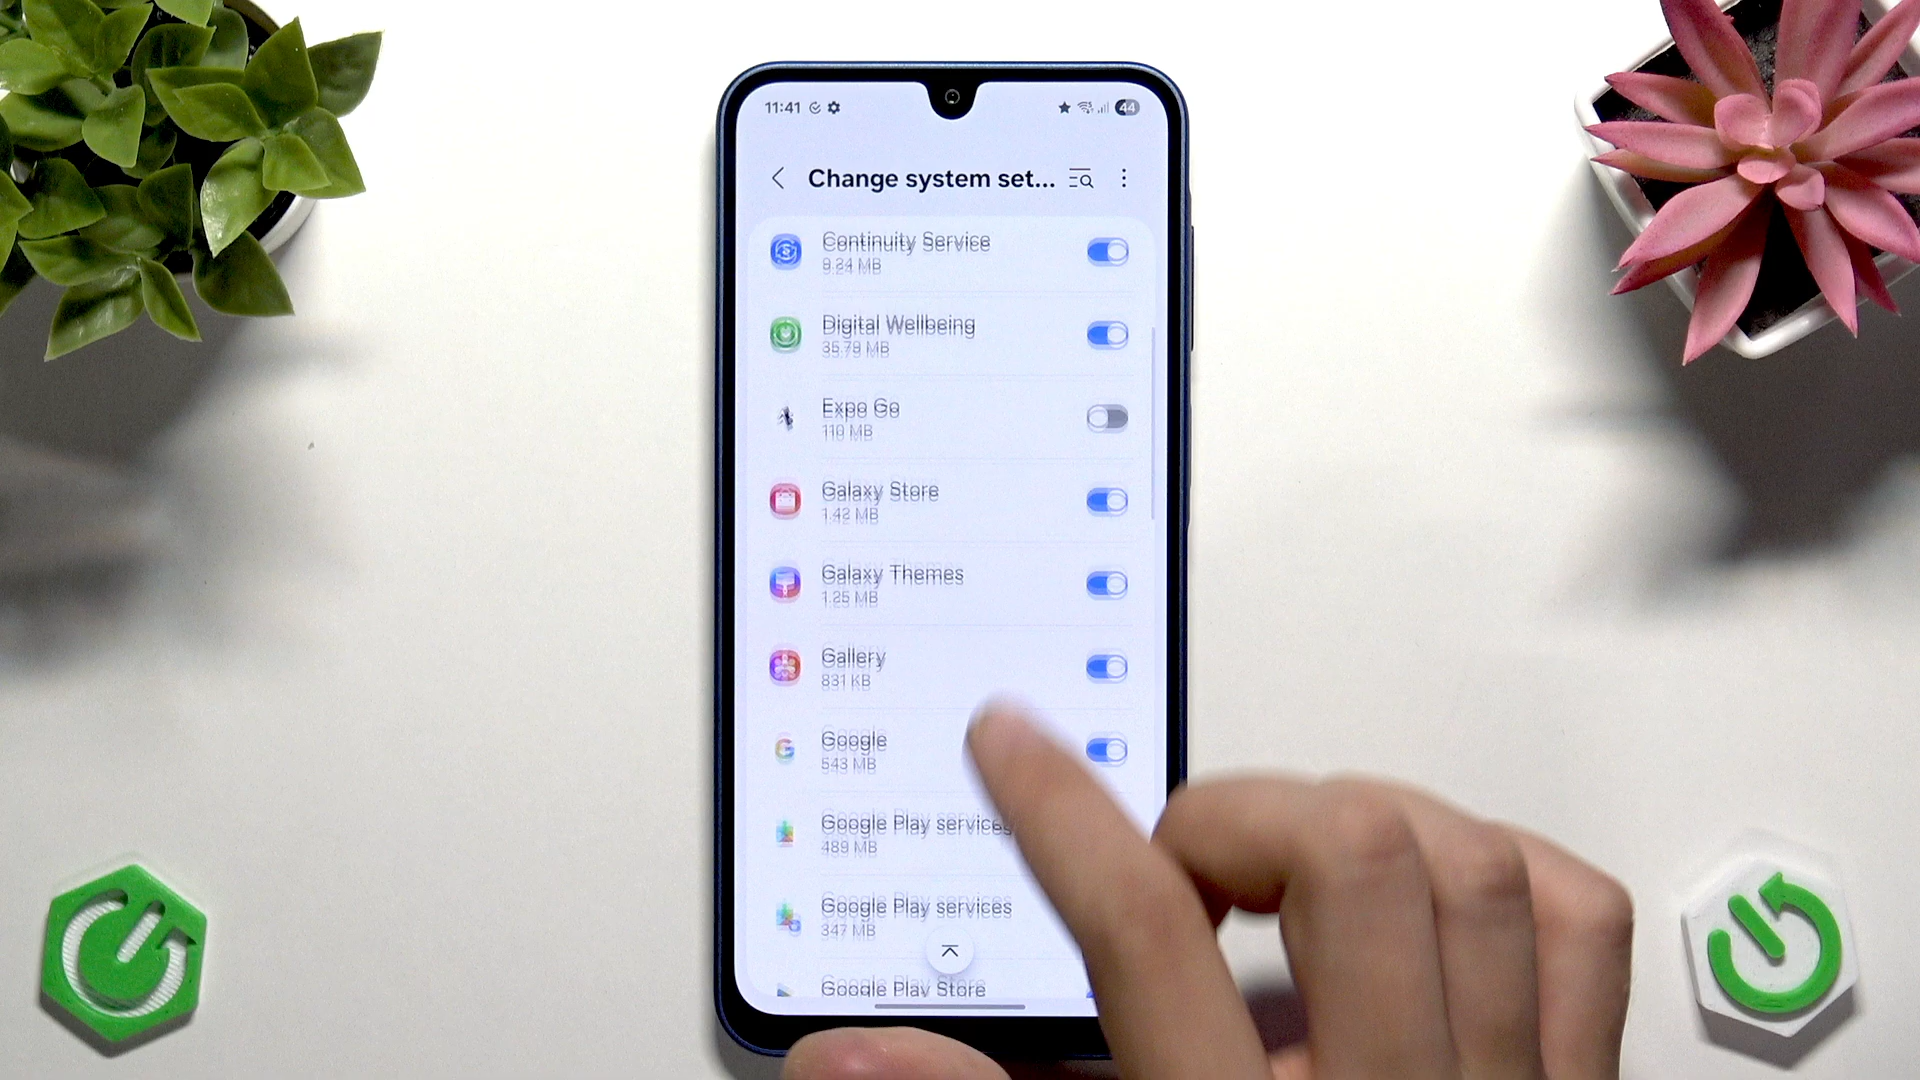 11:41
44
Change system set...
Continuity Service
9.24 MB
Digital Wellbeing
35.79 MB
Expo Go
110 MB
Galaxy Store
1.42 MB
Galaxy Themes
1.25 MB
Gallery
831 KB
Google
543 MB
Google Play services
489 MB
Google Play services
347 MB
Google Play Store